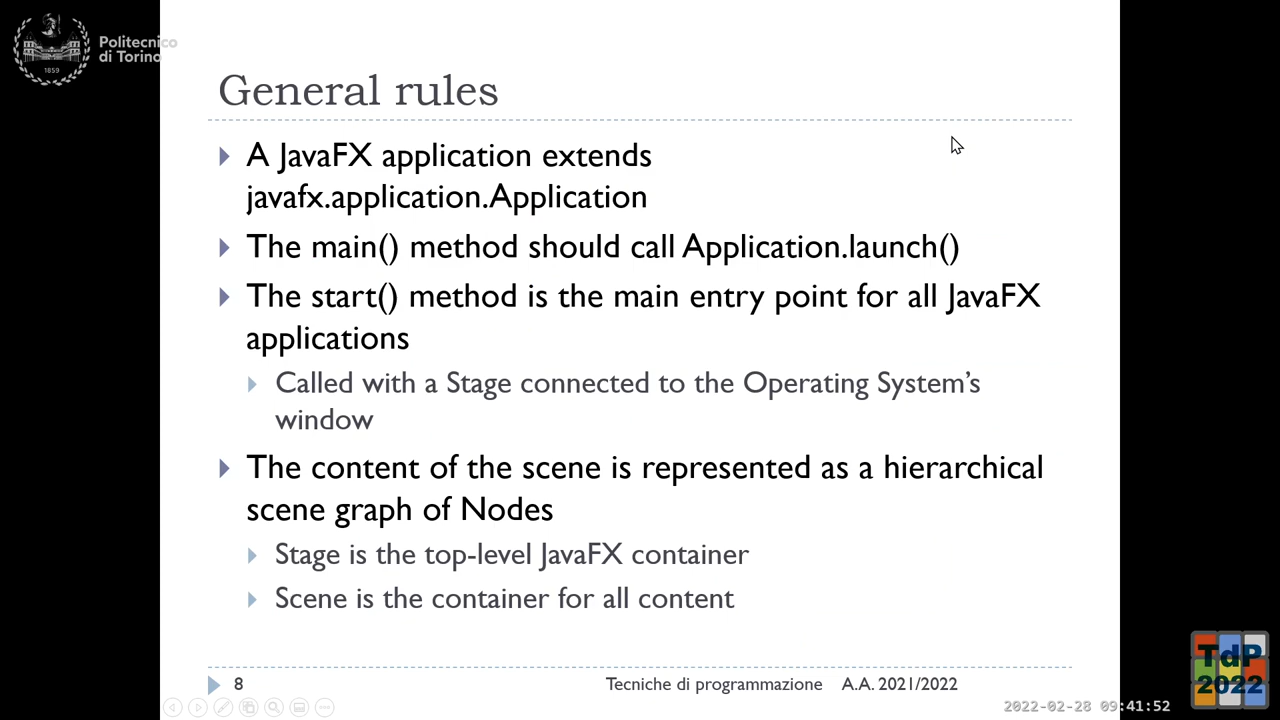 Politecnico
di Torino
1859
General rules
A JavaFX application extends
javafx.application.Application
The main() method should call Application.launch()
The start() method is the main entry point for all JavaFX
applications
Called with a Stage connected to the Operating System’s
window
The content of the scene is represented as a hierarchical
scene graph of Nodes
Stage is the top-level JavaFX container
Scene is the container for all content
8
Tecniche di programmazione A.A. 2021/2022
TdP
2022
2022-02-28 09:41:52